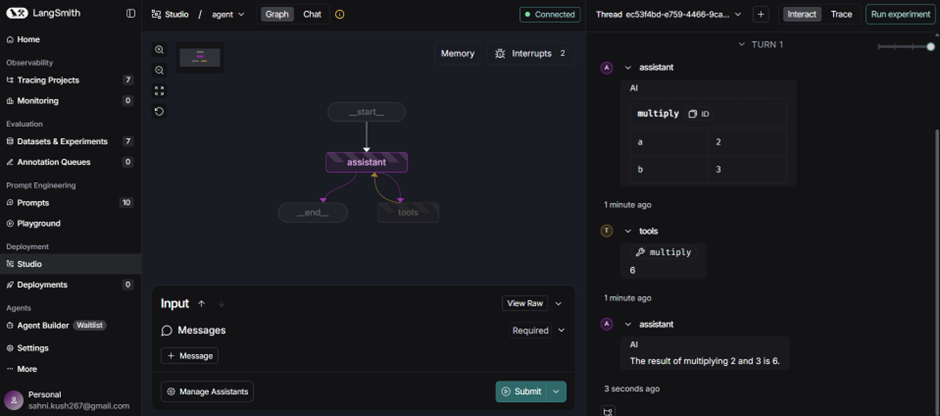 LangSmith
Home
Observability
Tracing Projects 7
Monitoring 0
Evaluation
Datasets & Experiments 7
Annotation Queues 0
Prompt Engineering
Prompts 10
Playground
Deployment
Studio
Deployments 0
Agents
Agent Builder Waitlist
Settings
More
Personal
sahni.kush267@gmail.com
Studio / agent Graph Chat Connected
Memory Interrupts 2
__start__
assistant
__end__ tools
Input View Raw
Messages Required
+ Message
Manage Assistants Submit
Thread ec53f4bd-e759-4466-9ca... + Interact Trace Run experiment
TURN 1
A assistant
AI
multiply ID
a 2
b 3
1 minute ago
T tools
multiply
6
1 minute ago
A assistant
AI
The result of multiplying 2 and 3 is 6.
3 seconds ago